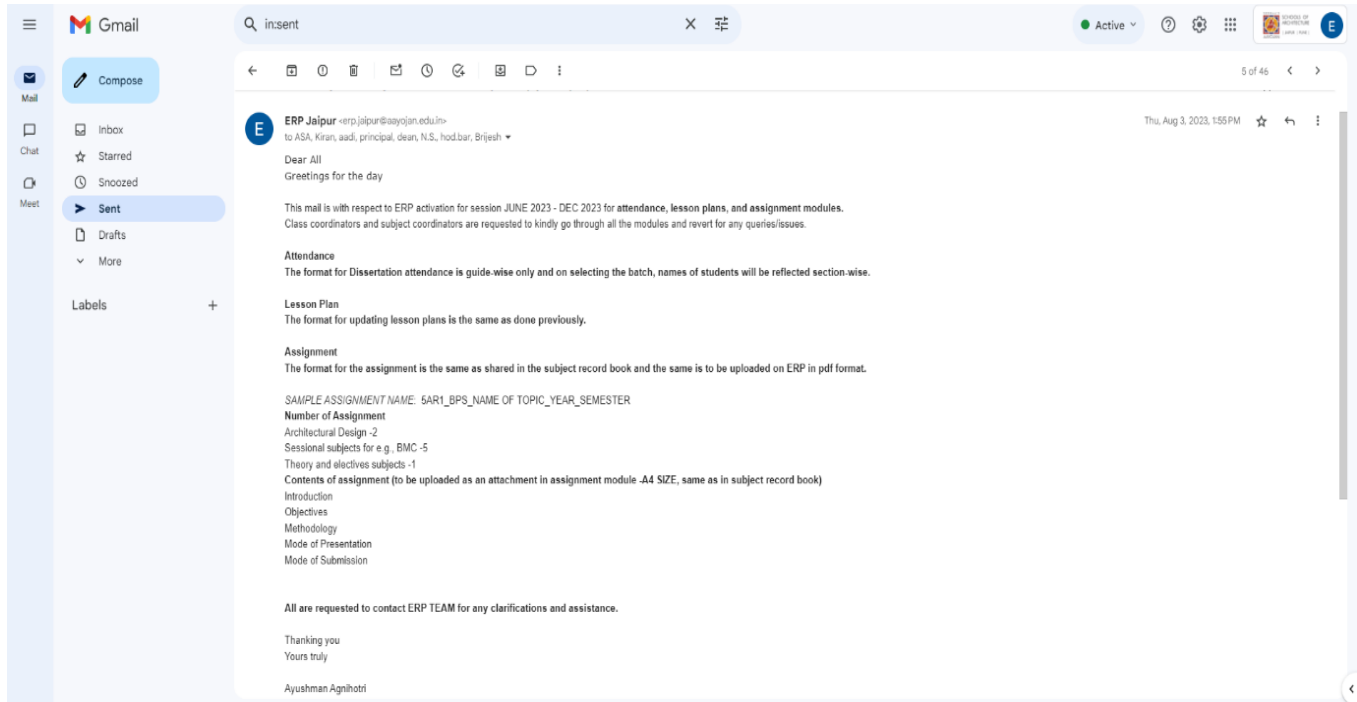 Gmail
in:sent
Active
SCHOOLS OF
ARCHITECTURE
E
Mail
Compose
5 of 46
Chat
Meet
Inbox
Starred
Snoozed
Sent
Drafts
More
Labels
E
ERP Jaipur <erp.jaipur@aayojan.edu.in>
Thu, Aug 3, 2023, 1:55 PM
to ASA, Kiran, aadi, principal, dean, N.S., hod.bar, Brijesh
Dear All
Greetings for the day
This mail is with respect to ERP activation for session JUNE 2023 - DEC 2023 for attendance, lesson plans, and assignment modules.
Class coordinators and subject coordinators are requested to kindly go through all the modules and revert for any queries/issues.
Attendance
The format for Dissertation attendance is guide-wise only and on selecting the batch, names of students will be reflected section-wise.
Lesson Plan
The format for updating lesson plans is the same as done previously.
Assignment
The format for the assignment is the same as shared in the subject record book and the same is to be uploaded on ERP in pdf format.
SAMPLE ASSIGNMENT NAME: 5AR1_BPS_NAME OF TOPIC_YEAR_SEMESTER
Number of Assignment
Architectural Design -2
Sessional subjects for e.g., BMC -5
Theory and electives subjects -1
Contents of assignment (to be uploaded as an attachment in assignment module -A4 SIZE, same as in subject record book)
Introduction
Objectives
Methodology
Mode of Presentation
Mode of Submission
All are requested to contact ERP TEAM for any clarifications and assistance.
Thanking you
Yours truly
Ayushman Agnihotri